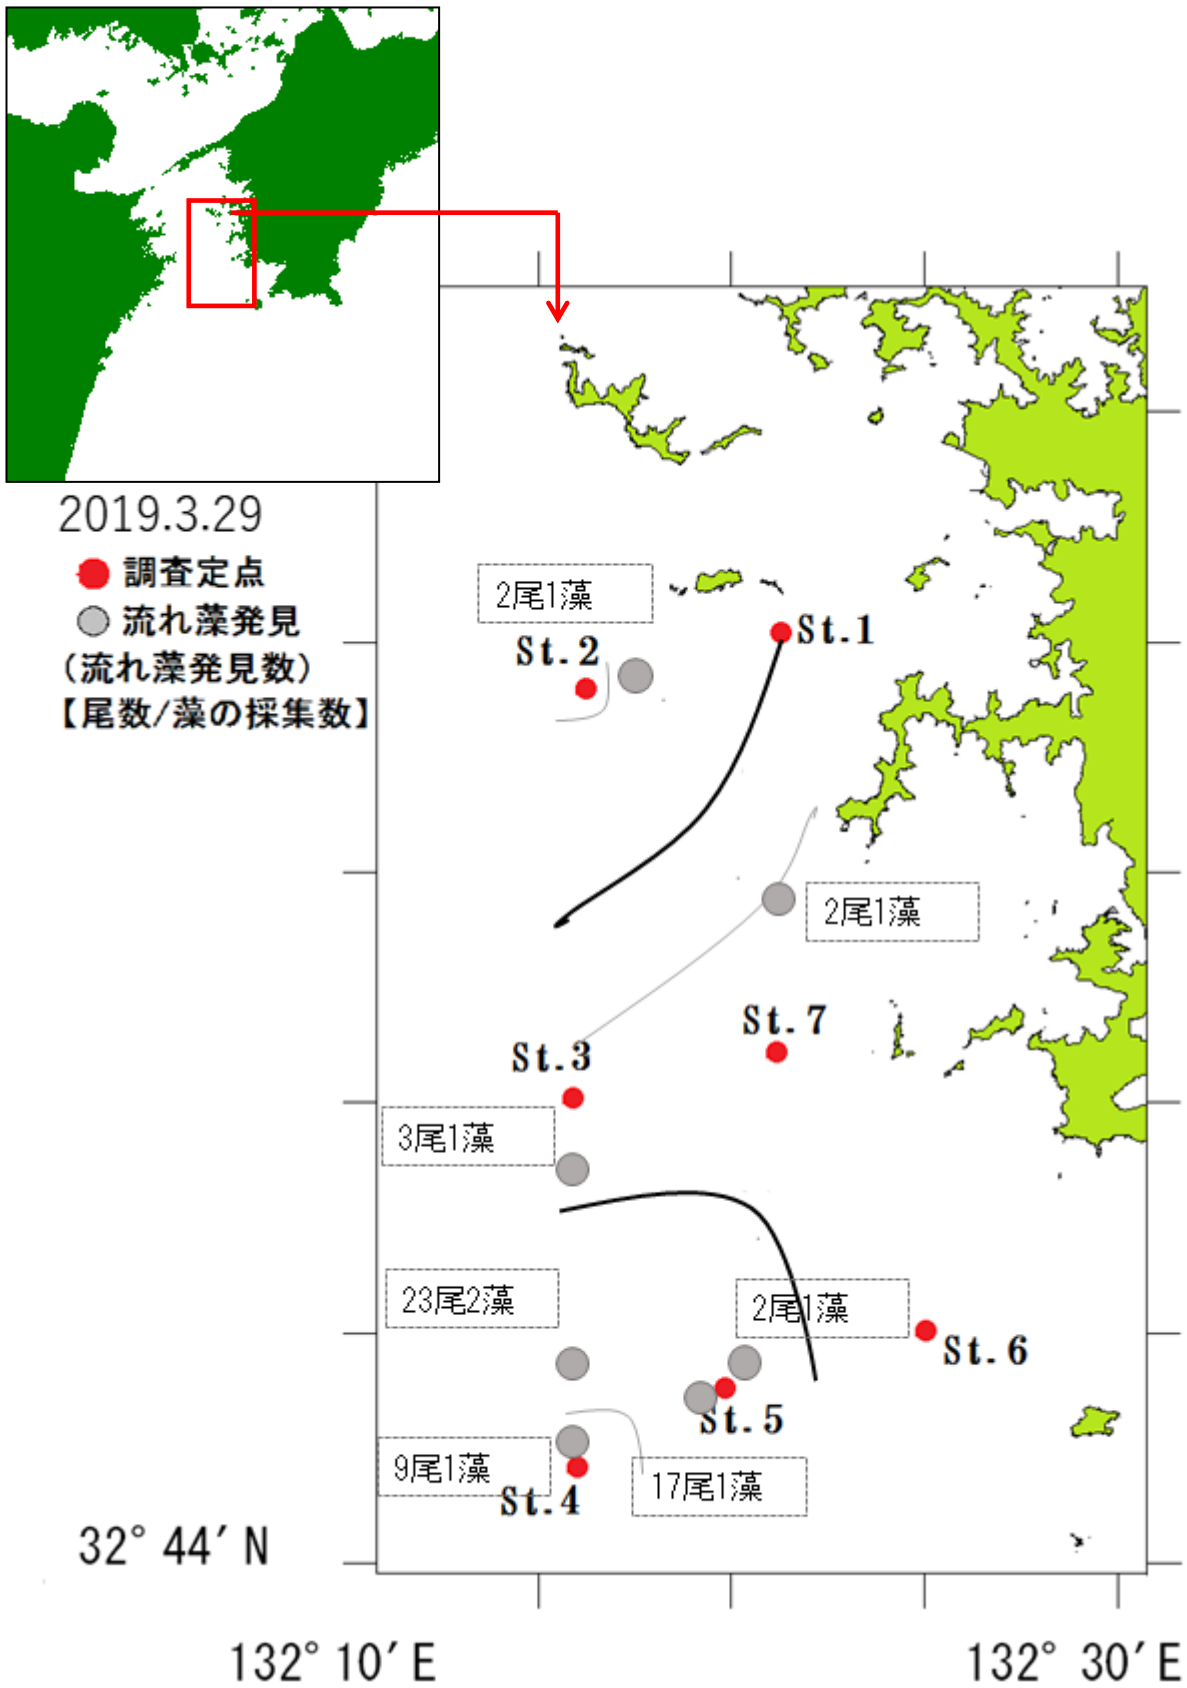 2019.3.29
調査定点
流れ藻発見
(流れ藻発見数)
【尾数/藻の採集数】
2尾1藻
St.1
St.2
2尾1藻
St.7
St.3
3尾1藻
23尾2藻
2尾1藻
St.6
St.5
9尾1藻
17尾1藻
St.4
32°44′N
132°10′E
132°30′E